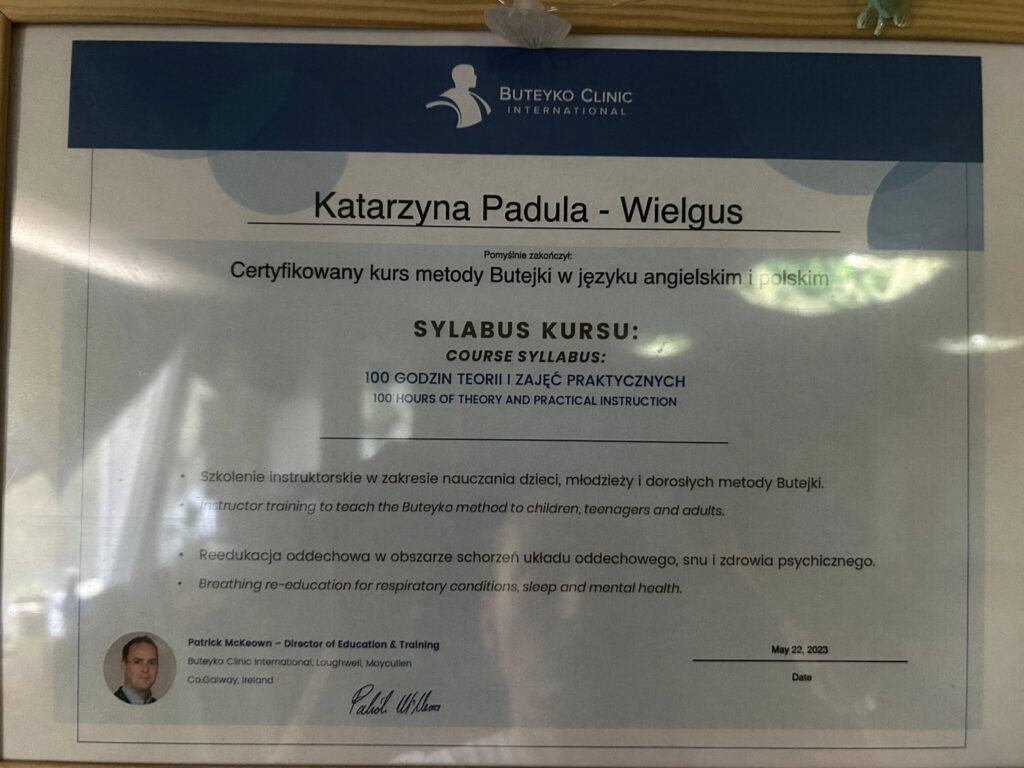 BUTEYKO CLINIC
INTERNATIONAL
Katarzyna Padula - Wielgus
Pomyślnie zakończył:
Certyfikowany kurs metody Butejki w języku angielskim i polskim
SYLABUS KURSU:
COURSE SYLLABUS:
100 GODZIN TEORII I ZAJĘĆ PRAKTYCZNYCH
100 HOURS OF THEORY AND PRACTICAL INSTRUCTION
• Szkolenie instruktorskie w zakresie nauczania dzieci, młodzieży i dorosłych metody Butejki.
• Instructor training to teach the Buteyko method to children, teenagers and adults.
• Reedukacja oddechowa w obszarze schorzeń układu oddechowego, snu i zdrowia psychicznego.
• Breathing re-education for respiratory conditions, sleep and mental health.
Patrick McKeown – Director of Education & Training
Buteyko Clinic International, Loughwell, Moycullen
Co.Galway, Ireland
May 22, 2023
Date